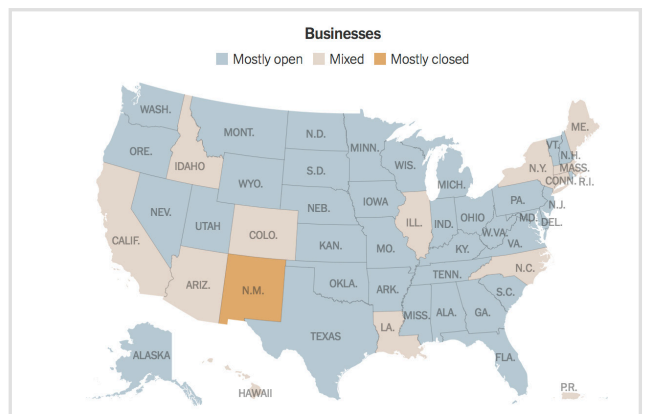 Businesses
Mostly open Mixed Mostly closed
WASH.
ORE.
IDAHO
MONT.
N.D.
MINN.
WIS.
MICH.
ME.
VT.
N.H.
N.Y.
MASS.
CONN. R.I.
S.D.
WYO.
NEB.
IOWA
ILL.
IND.
OHIO
PA.
N.J.
MD.
DEL.
NEV.
UTAH
COLO.
KAN.
MO.
KY.
W.VA.
VA.
CALIF.
ARIZ.
N.M.
OKLA.
ARK.
TENN.
N.C.
S.C.
TEXAS
LA.
MISS.
ALA.
GA.
FLA.
ALASKA
HAWAII
P.R.